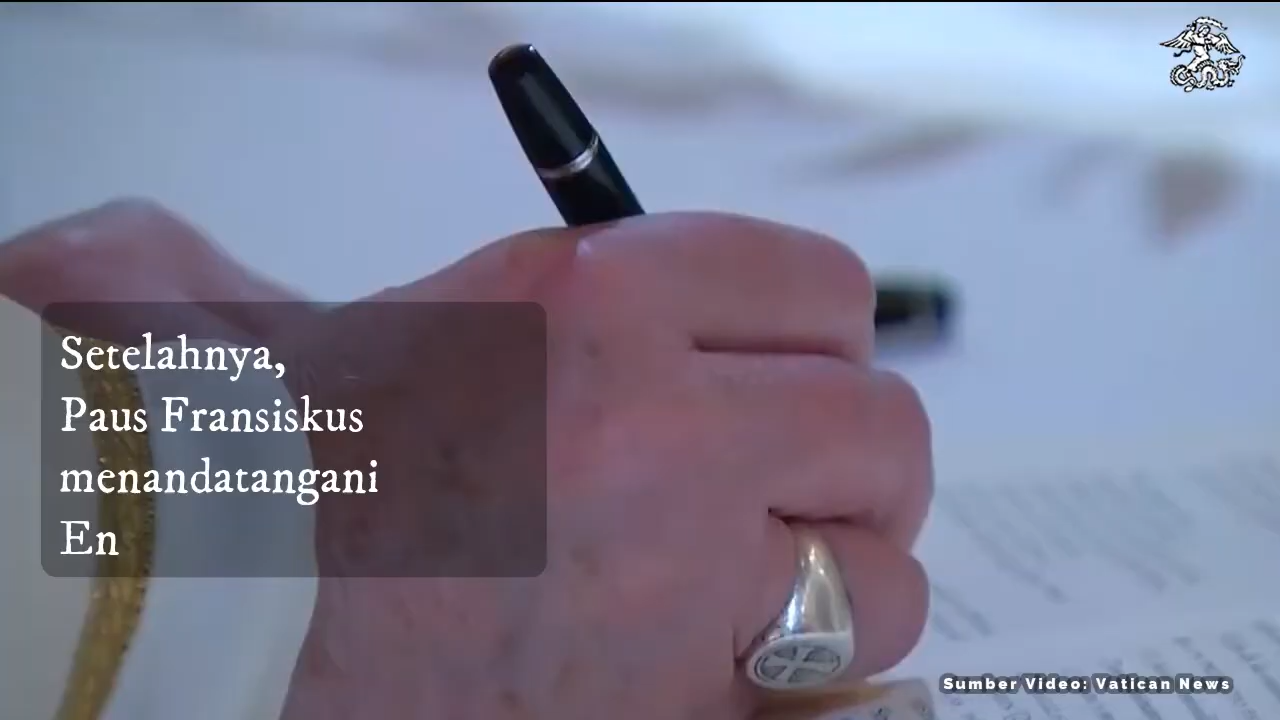 Setelahnya,
Paus Fransiskus
menandatangani
En
Sumber Video: Vatican News